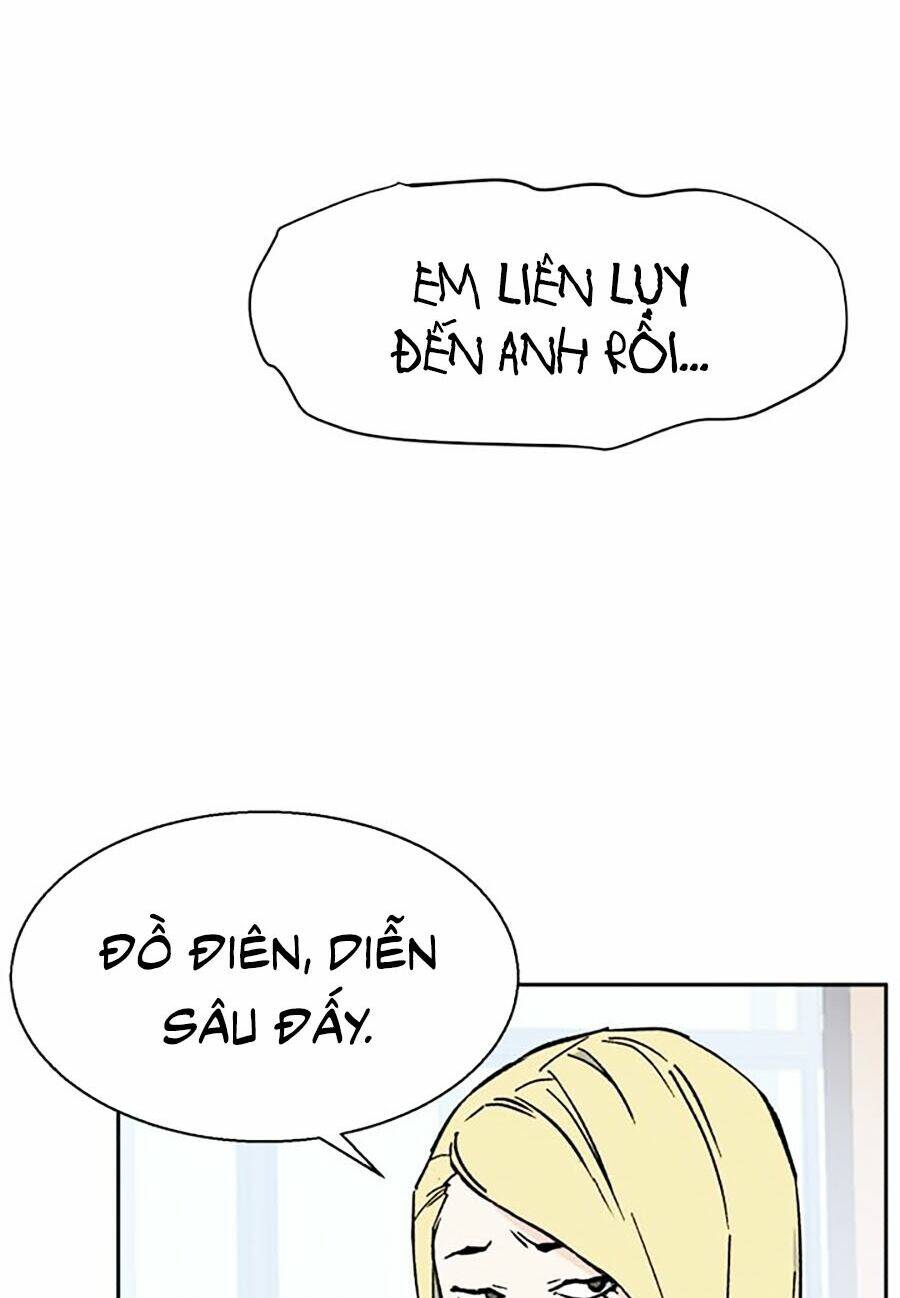 EM LIÊN LỤY
ĐẾN ANH RỒI...
ĐỒ ĐIÊN, DIỄN
SÂU ĐẤY.